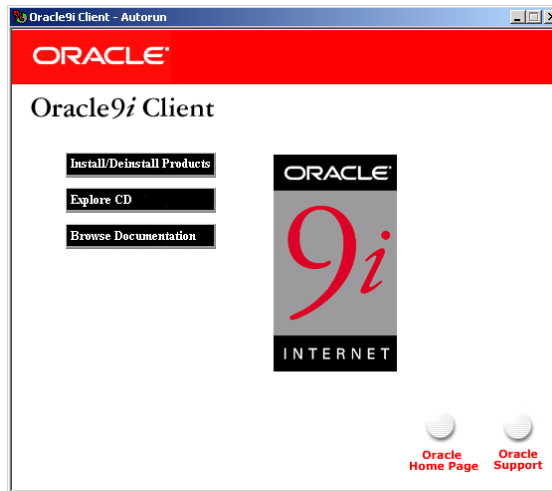 Oracle9i Client - Autorun
ORACLE®
Oracle9i Client
Install/Deinstall Products
Explore CD
Browse Documentation
ORACLE®
9i
INTERNET
Oracle
Home Page
Oracle
Support